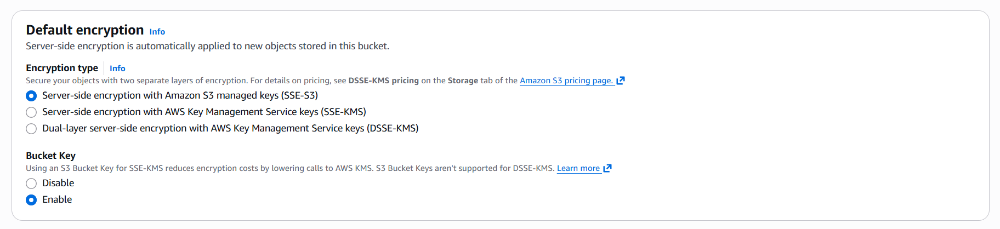 Default encryption Info
Server-side encryption is automatically applied to new objects stored in this bucket.
Encryption type Info
Secure your objects with two separate layers of encryption. For details on pricing, see DSSE-KMS pricing on the Storage tab of the Amazon S3 pricing page.
Server-side encryption with Amazon S3 managed keys (SSE-S3)
Server-side encryption with AWS Key Management Service keys (SSE-KMS)
Dual-layer server-side encryption with AWS Key Management Service keys (DSSE-KMS)
Bucket Key
Using an S3 Bucket Key for SSE-KMS reduces encryption costs by lowering calls to AWS KMS. S3 Bucket Keys aren't supported for DSSE-KMS. Learn more
Disable
Enable